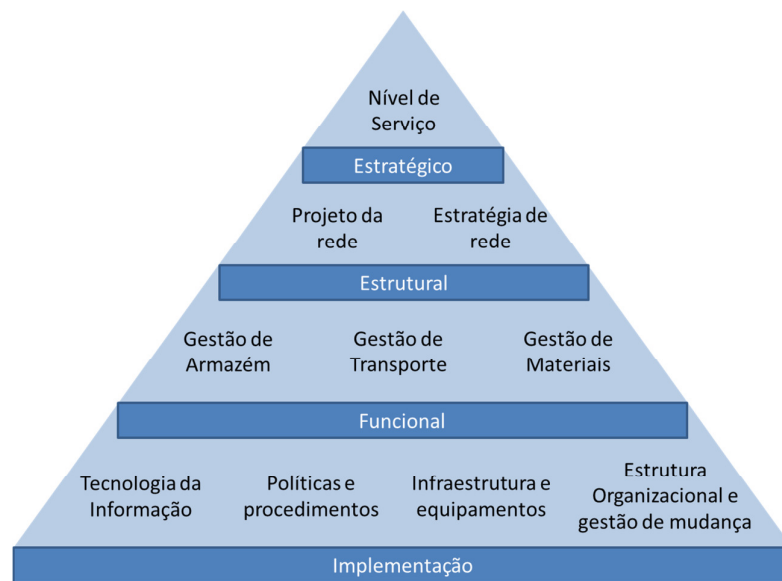 Nível de
Serviço
Estratégico
Projeto da
rede
Estratégia de
rede
Estrutural
Gestão de
Armazém
Gestão de
Transporte
Gestão de
Materiais
Funcional
Tecnologia da
Informação
Políticas e
procedimentos
Infraestrutura e
equipamentos
Estrutura
Organizacional e
gestão de mudança
Implementação